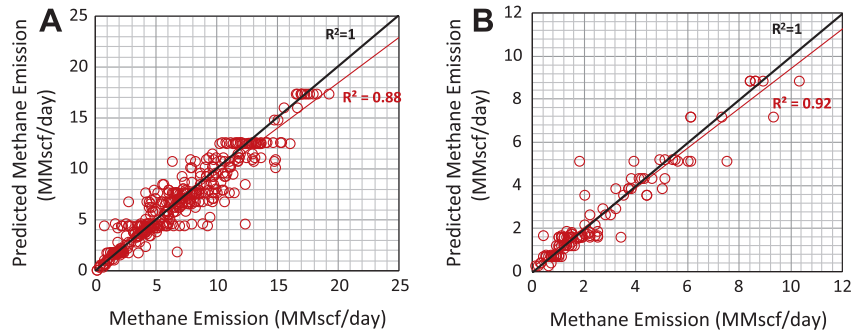 A
25
20
15
10
5
0
Predicted Methane Emission
(MMscf/day)
R²=1
R² = 0.88
0 5 10 15 20 25
Methane Emission (MMscf/day)
B
12
10
8
6
4
2
0
Predicted Methane Emission
(MMscf/day)
R²=1
R² = 0.92
0 2 4 6 8 10 12
Methane Emission (MMscf/day)